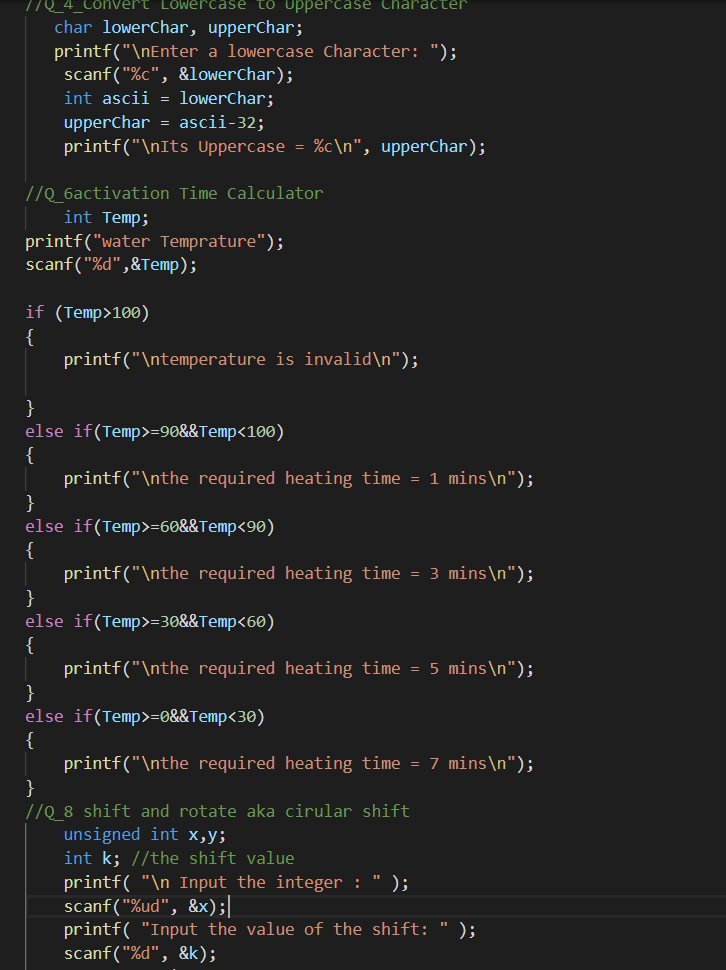 //Q_4_Convert Lowercase to Uppercase Character
char lowerChar, upperChar;
printf("\nEnter a lowercase Character: ");
scanf("%c", &lowerChar);
int ascii = lowerChar;
upperChar = ascii-32;
printf("\nIts Uppercase = %c\n", upperChar);
//Q_6activation Time Calculator
int Temp;
printf("water Temprature");
scanf("%d",&Temp);
if (Temp>100)
{
printf("\ntemperature is invalid\n");
}
else if(Temp>=90&&Temp<100)
{
printf("\nthe required heating time = 1 mins\n");
}
else if(Temp>=60&&Temp<90)
{
printf("\nthe required heating time = 3 mins\n");
}
else if(Temp>=30&&Temp<60)
{
printf("\nthe required heating time = 5 mins\n");
}
else if(Temp>=0&&Temp<30)
{
printf("\nthe required heating time = 7 mins\n");
}
//Q_8 shift and rotate aka cirular shift
unsigned int x,y;
int k; //the shift value
printf( "\n Input the integer : " );
scanf("%ud", &x);
printf( "Input the value of the shift: " );
scanf("%d", &k);